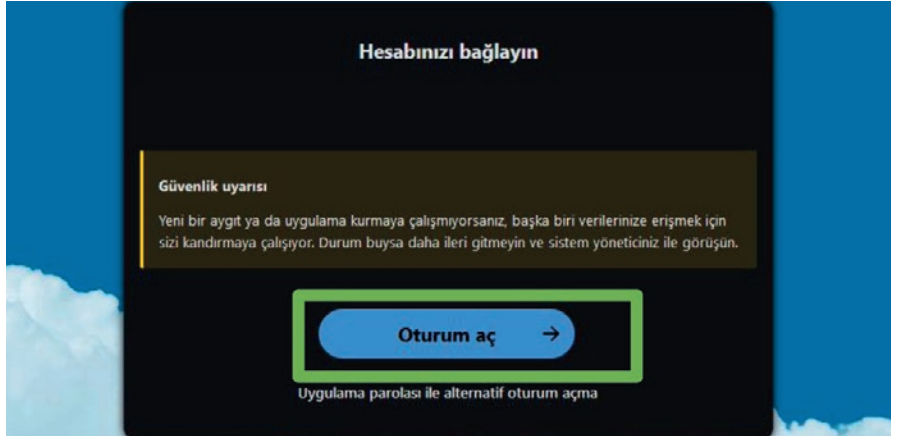 Hesabınızı bağlayın
Güvenlik uyarısı
Yeni bir aygıt ya da uygulama kurmaya çalışmıyorsanız, başka biri verilerinize erişmek için
sizi kandırmaya çalışıyor. Durum buysa daha ileri gitmeyin ve sistem yöneticiniz ile görüşün.
Oturum aç →
Uygulama parolası ile alternatif oturum açma